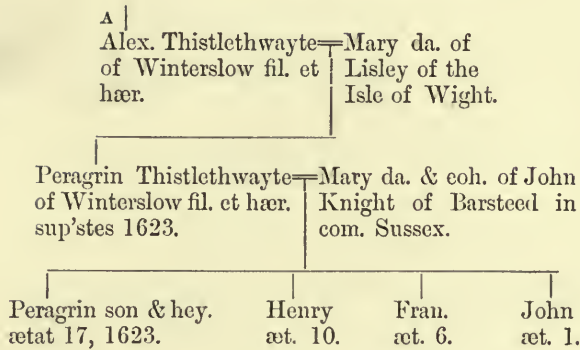 A
Alex. Thistlethwayte Mary da. of
of Winterslow fil. et Lisley of the
hær. Isle of Wight.
Peragrin Thistlethwayte Mary da. & coh. of John
of Winterslow fil. et hær. Knight of Barsteed in
sup'stes 1623. com. Sussex.
Peragrin son & hey. Henry Fran. John
ætat 17, 1623. æt. 10. æt. 6. æt. 1.